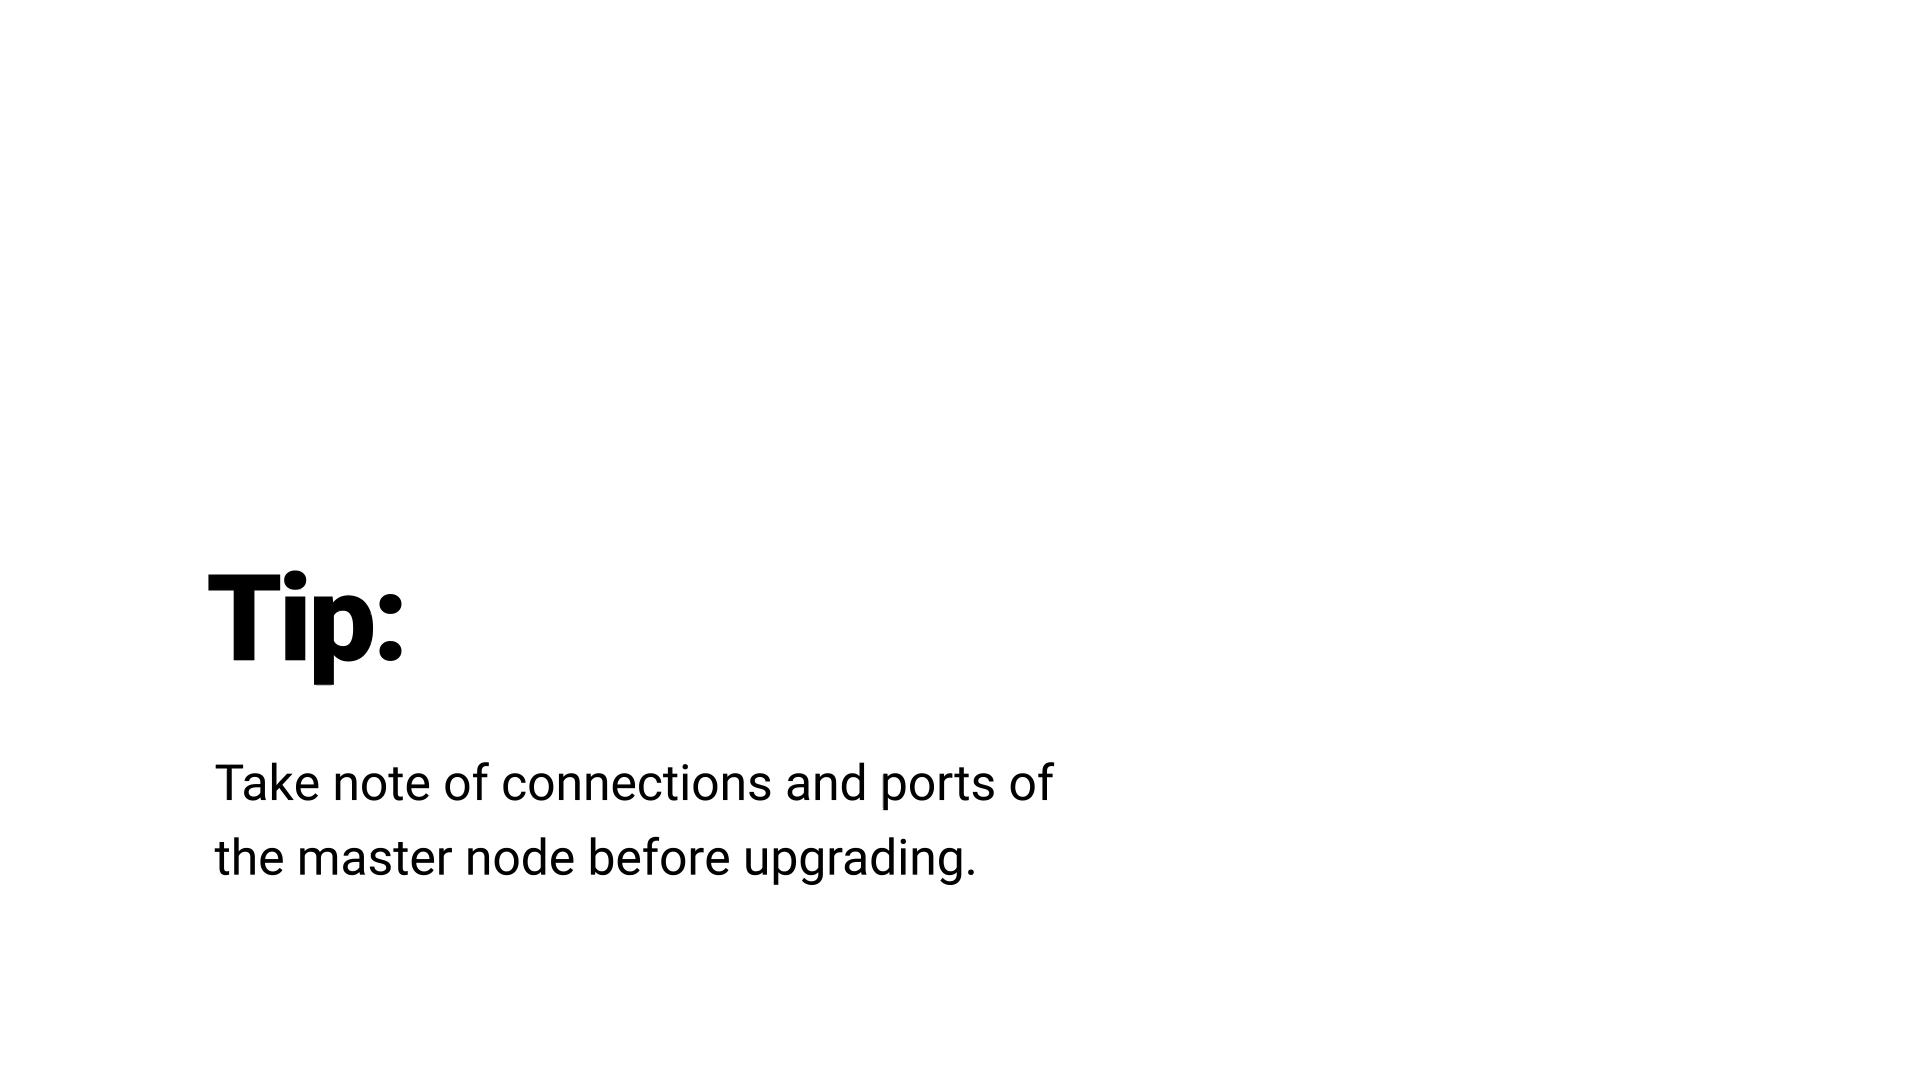 Tip:
Take note of connections and ports of
the master node before upgrading.